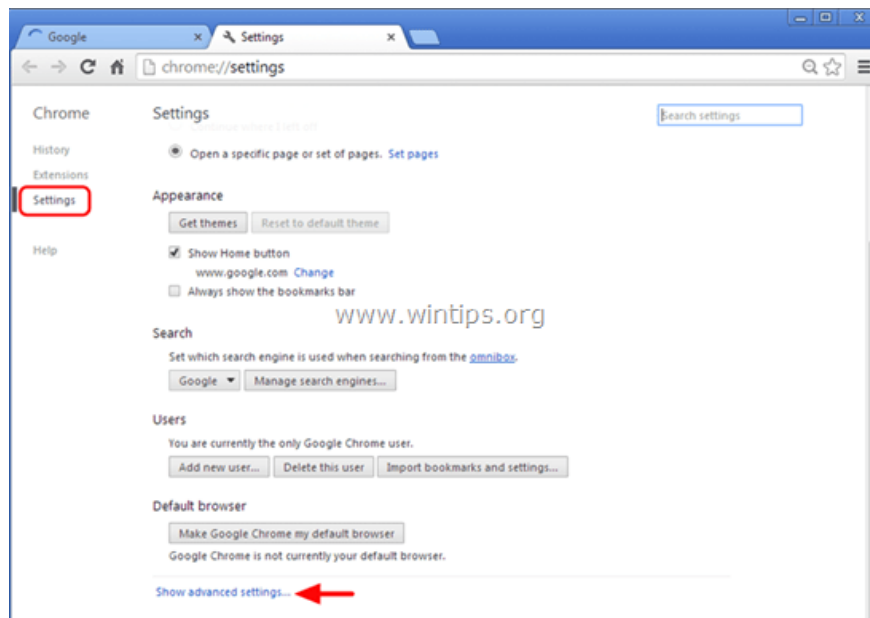 Google
Settings
chrome://settings
Chrome
Settings
Search settings
Continue where I left off
History
Open a specific page or set of pages. Set pages
Extensions
Settings
Appearance
Get themes Reset to default theme
Help
Show Home button
www.google.com Change
Always show the bookmarks bar
www.wintips.org
Search
Set which search engine is used when searching from the omnibox.
Google Manage search engines...
Users
You are currently the only Google Chrome user.
Add new user... Delete this user Import bookmarks and settings...
Default browser
Make Google Chrome my default browser
Google Chrome is not currently your default browser.
Show advanced settings...